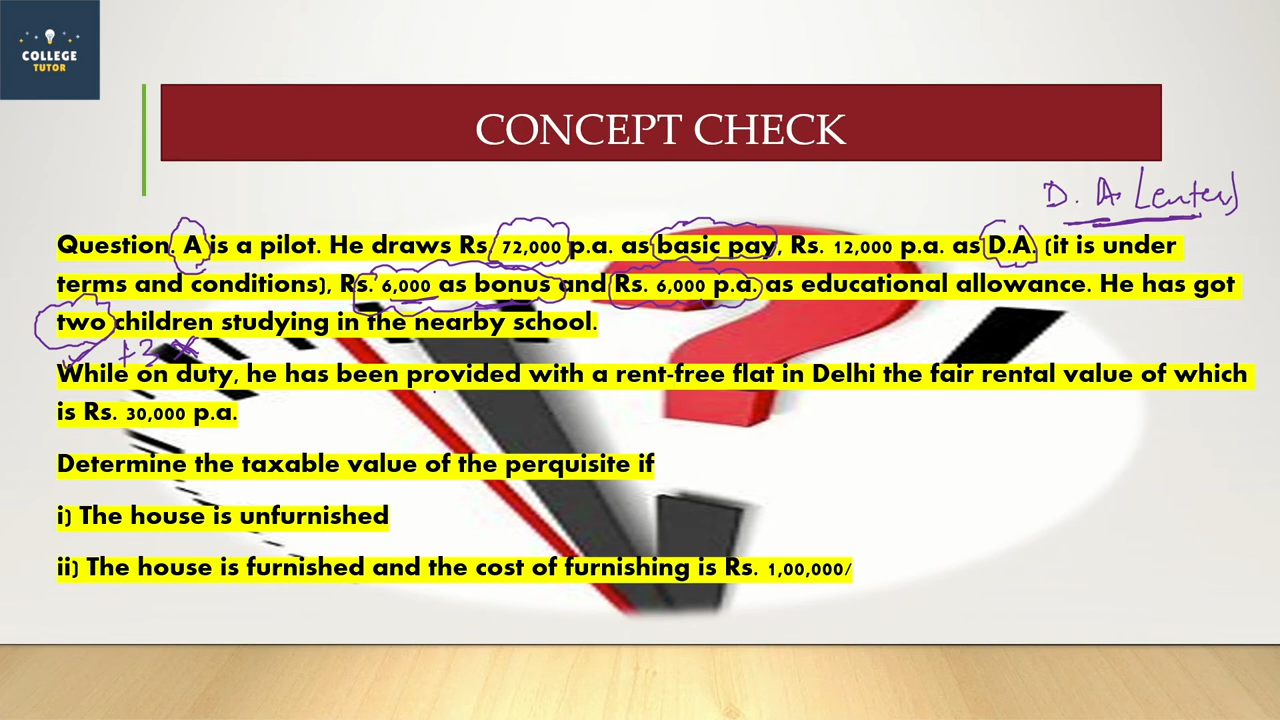 COLLEGE
TUTOR
CONCEPT CHECK
D. A. (enters)
Question. A is a pilot. He draws Rs. 72,000 p.a. as basic pay, Rs. 12,000 p.a. as D.A. (it is under
terms and conditions), Rs. 6,000 as bonus and Rs. 6,000 p.a. as educational allowance. He has got
two children studying in the nearby school.
+3 x
While on duty, he has been provided with a rent-free flat in Delhi the fair rental value of which
is Rs. 30,000 p.a.
Determine the taxable value of the perquisite if
i) The house is unfurnished
ii) The house is furnished and the cost of furnishing is Rs. 1,00,000/